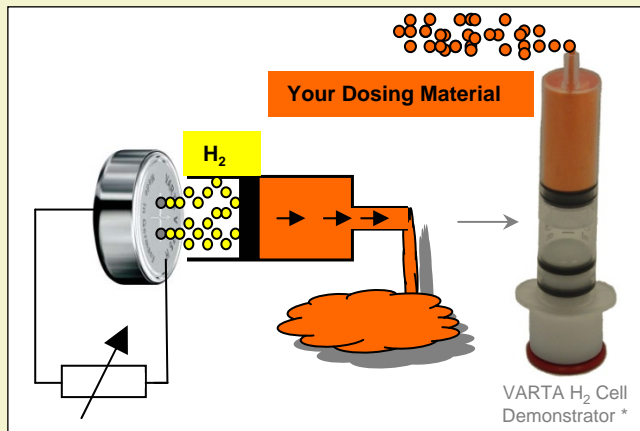 Your Dosing Material
H₂
VARTA H₂ Cell
Demonstrator *